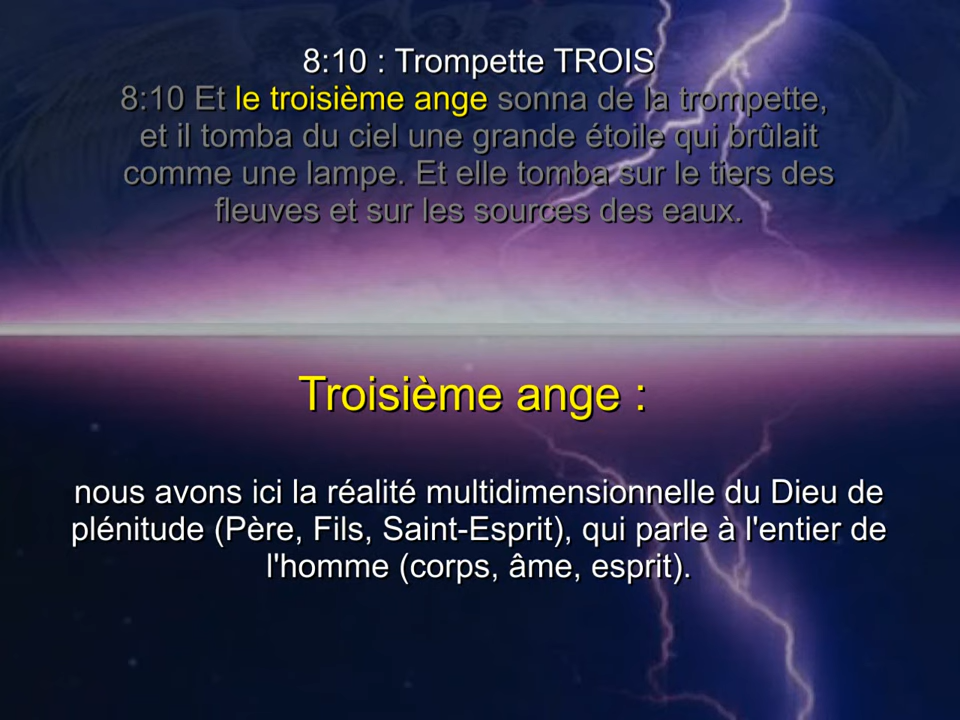 8:10 : Trompette TROIS
8:10 Et le troisième ange sonna de la trompette,
et il tomba du ciel une grande étoile qui brûlait
comme une lampe. Et elle tomba sur le tiers des
fleuves et sur les sources des eaux.
Troisième ange :
nous avons ici la réalité multidimensionnelle du Dieu de
plénitude (Père, Fils, Saint-Esprit), qui parle à l'entier de
l'homme (corps, âme, esprit).